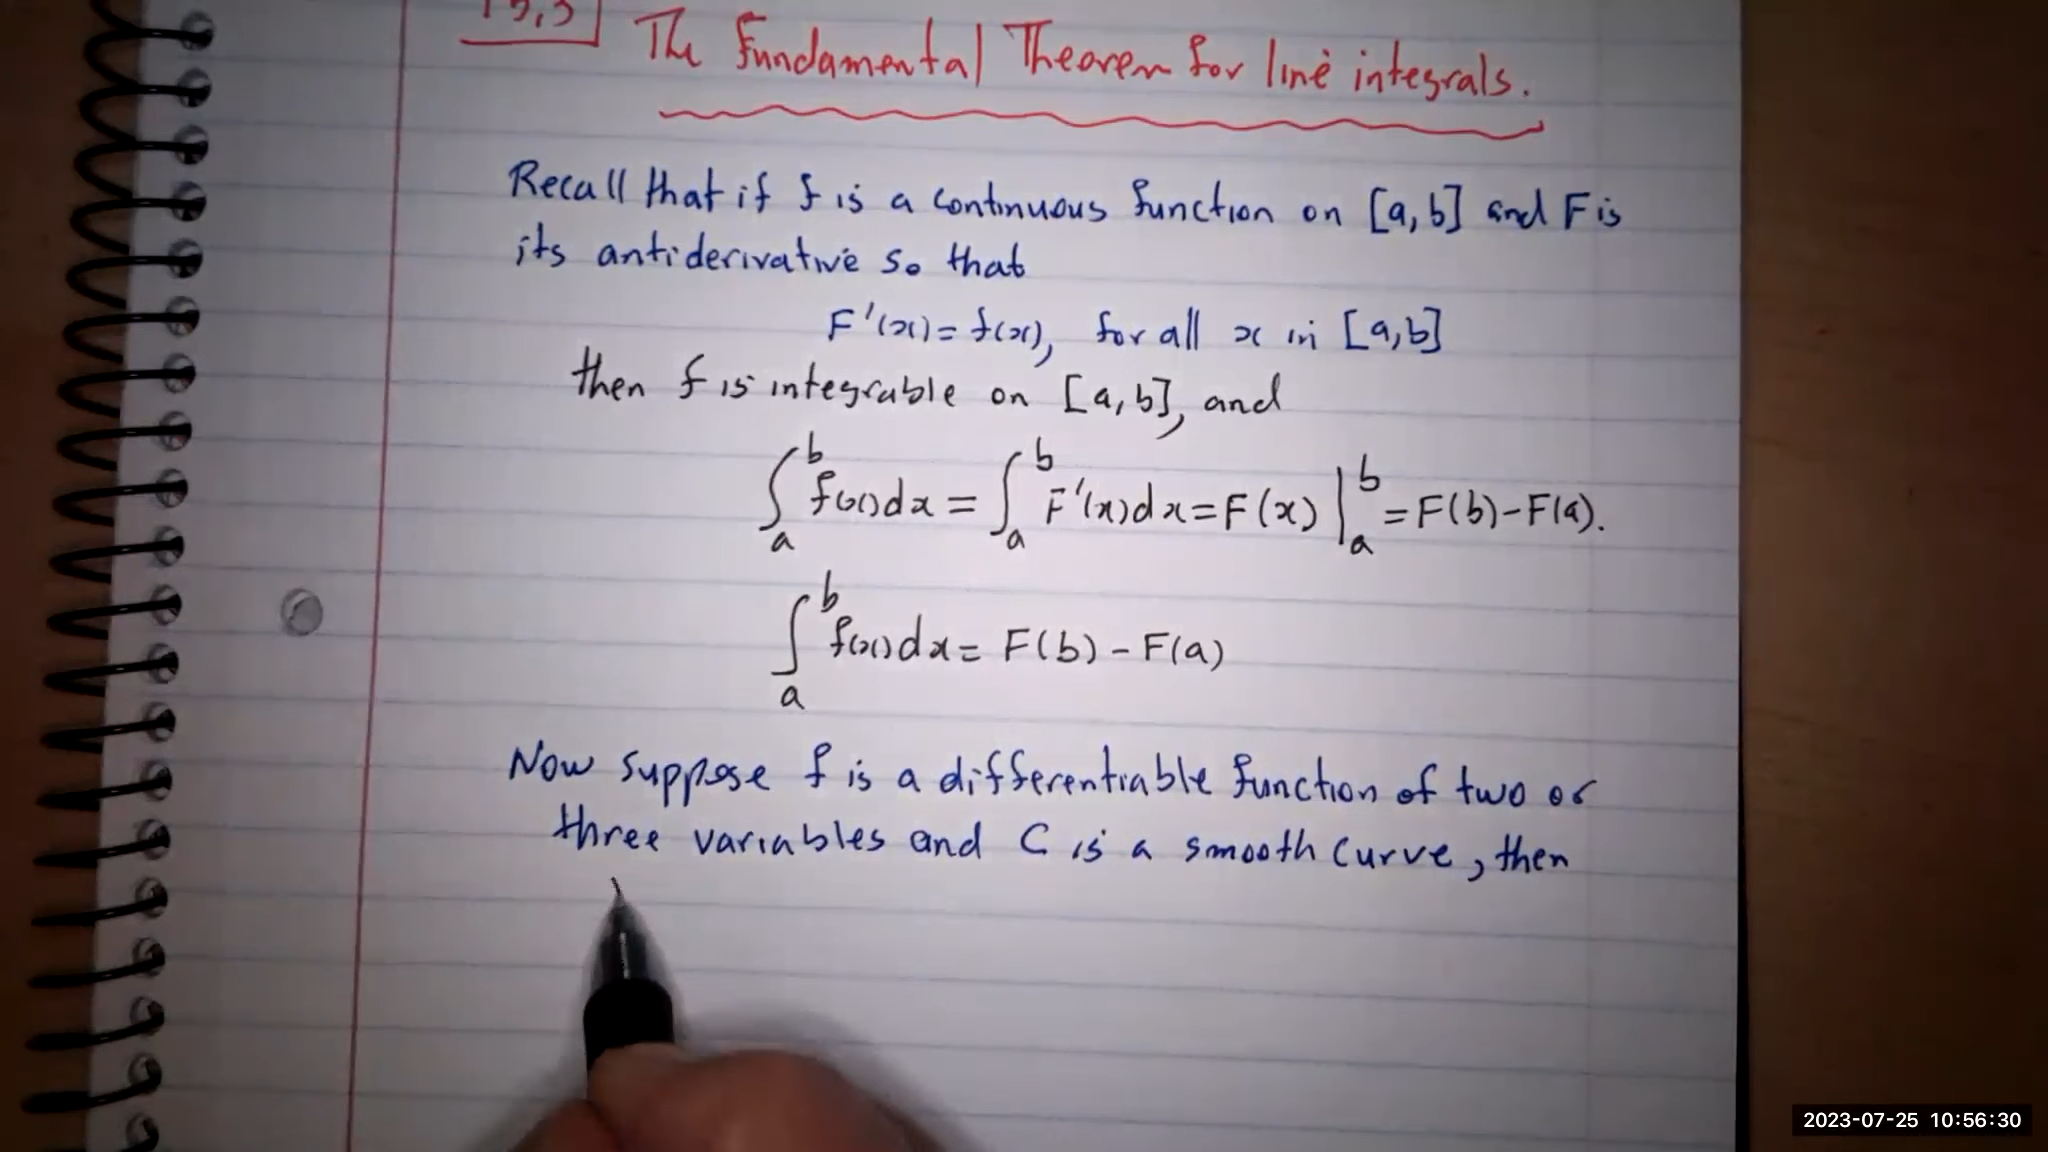 The Fundamental Theorem for line integrals.
Recall that if f is a continuous function on [a,b] and F is
its antiderivative so that
F'(x) = f(x), for all x in [a,b]
then f is integrable on [a,b], and
∫_a^b f(x)dx = ∫_a^b F'(x)dx = F(x) |_a^b = F(b) - F(a).
∫_a^b f(x)dx = F(b) - F(a)
Now suppose f is a differentiable function of two or
three variables and C is a smooth curve, then
2023-07-25 10:56:30